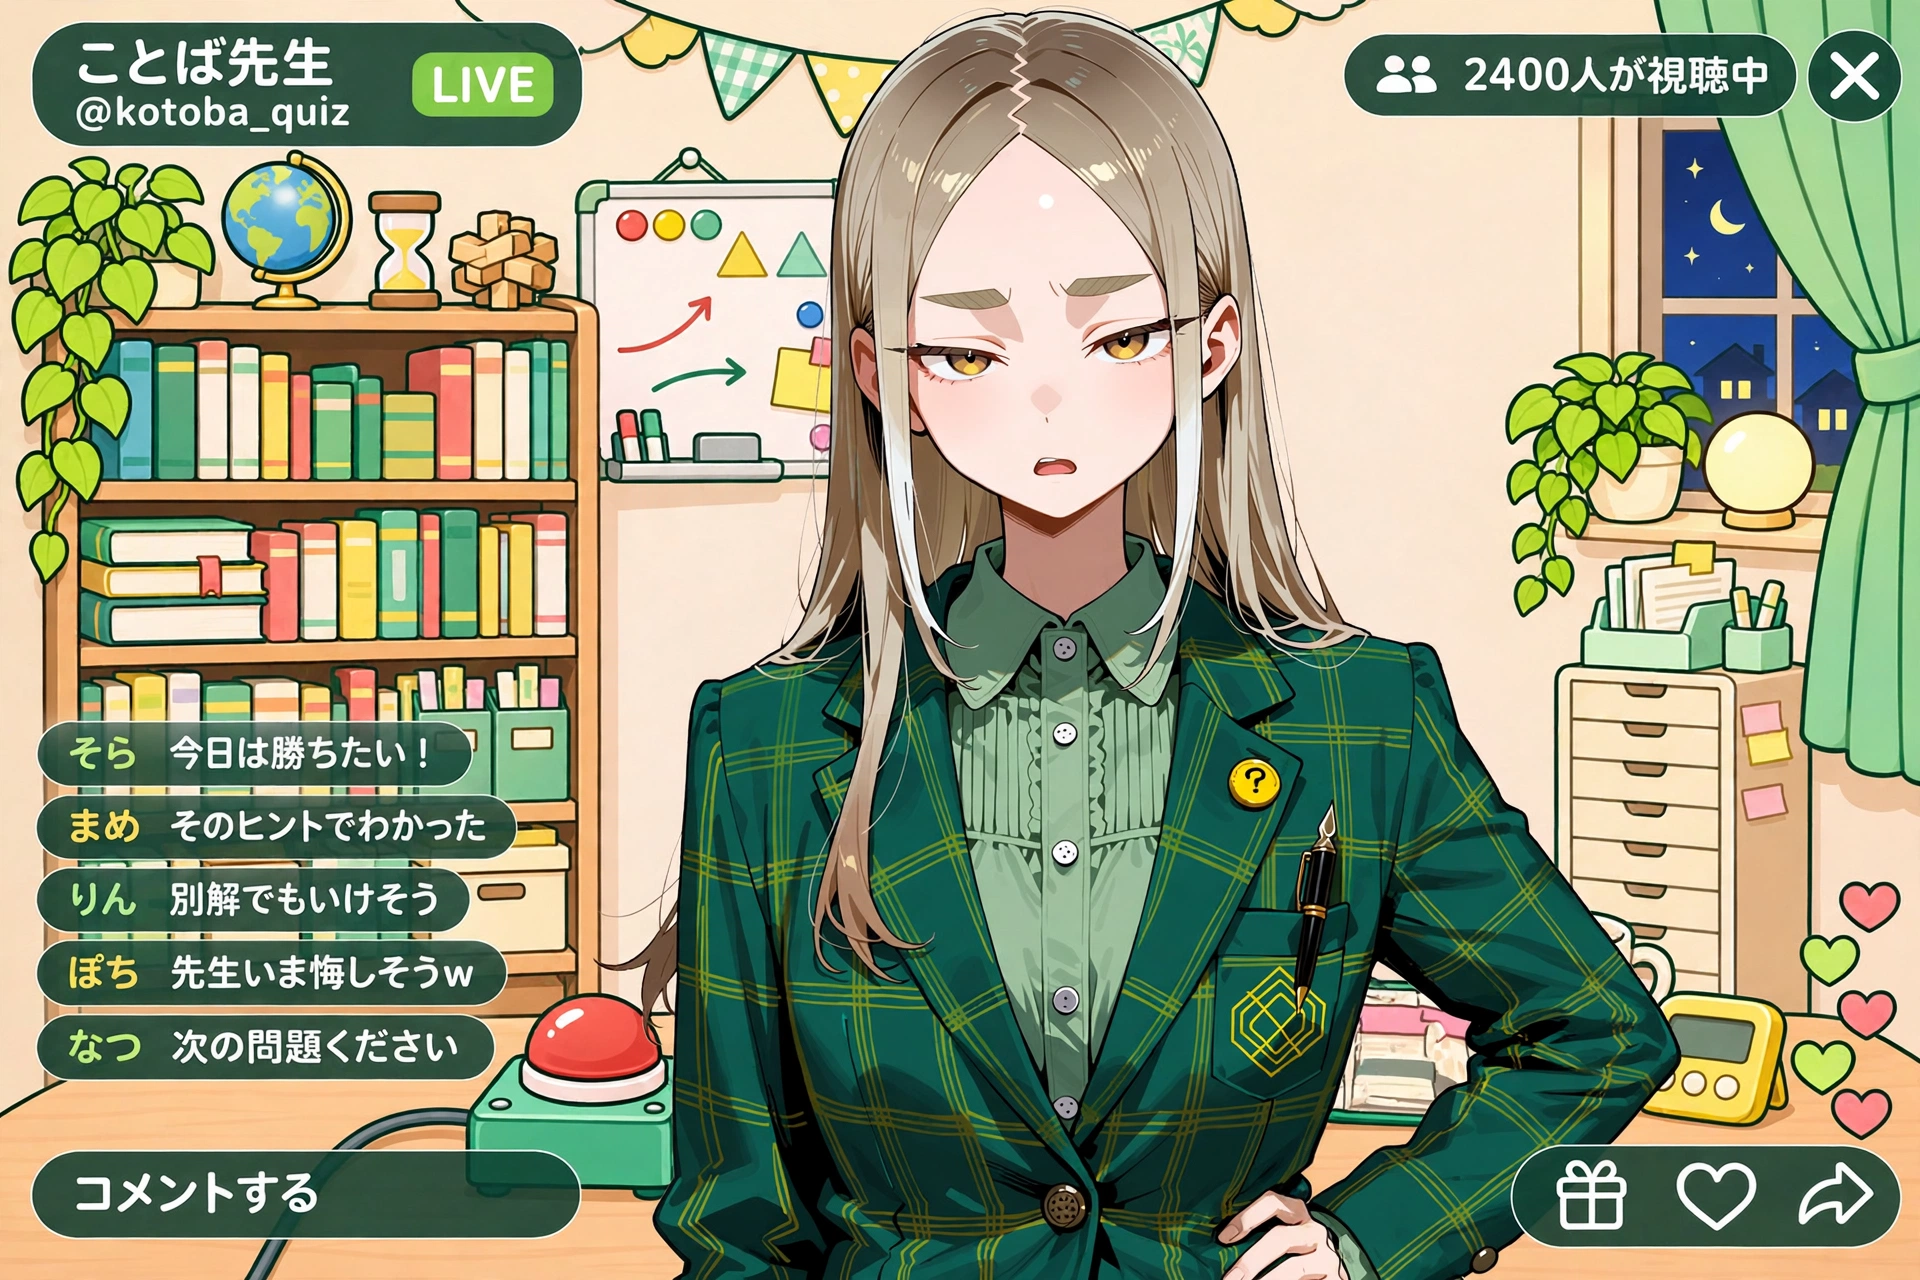 ことば先生
@kotoba_quiz
LIVE
2400人が視聴中
?
そら 今日は勝ちたい！
まめ そのヒントでわかった
りん 別解でもいけそう
ぽち 先生いま悔しそうw
なつ 次の問題ください
コメントする